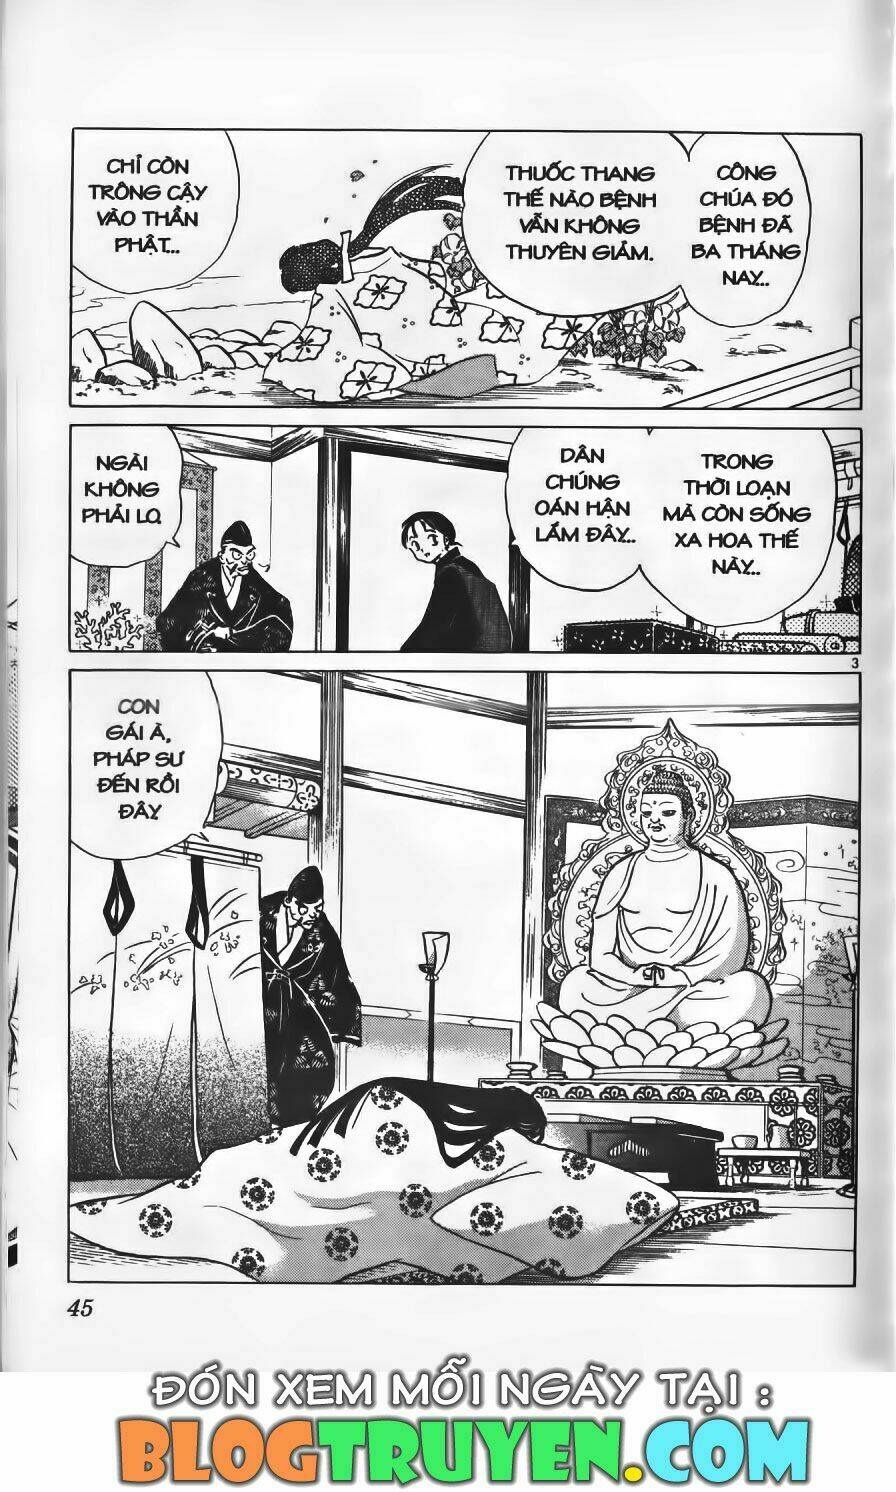 CÔNG
CHÚA ĐÓ
BỆNH ĐÃ
BA THÁNG
NAY...
THUỐC THANG
THẾ NÀO BỆNH
VẪN KHÔNG
THUYÊN GIẢM.
CHỈ CÒN
TRÔNG CẬY
VÀO THẦN
PHẬT...
TRONG
THỜI LOẠN
MÀ CÒN SỐNG
XA HOA THẾ
NÀY...
DÂN
CHÚNG
OÁN HẬN
LẮM ĐÂY...
NGÀI
KHÔNG
PHẢI LO.
3
CON
GÁI À,
PHÁP SƯ
ĐẾN RỒI
ĐÂY.
45
ĐÓN XEM MỖI NGÀY TẠI :
BLOGTRUYEN.COM